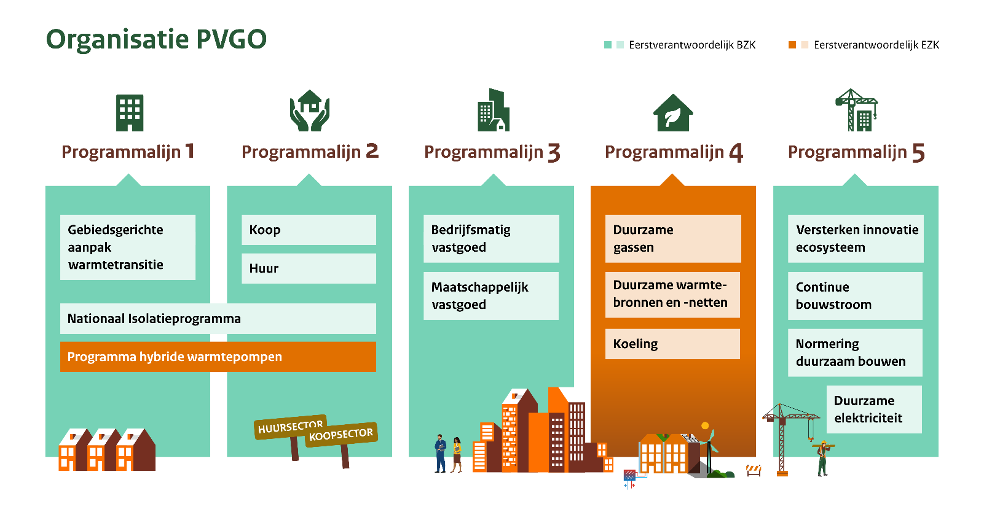 Organisatie PVGO
Eerstverantwoordelijk BZK
Eerstverantwoordelijk EZK
Programmalijn 1
Gebiedsgerichte
aanpak
warmtetransitie
Programmalijn 2
Koop
Huur
Nationaal Isolatieprogramma
Programma hybride warmtepompen
HUURSECTOR
KOOPSECTOR
Programmalijn 3
Bedrijfsmatig
vastgoed
Maatschappelijk
vastgoed
Programmalijn 4
Duurzame
gassen
Duurzame warmte-
bronnen en -netten
Koeling
Programmalijn 5
Versterken innovatie
ecosysteem
Continue
bouwstroom
Normering
duurzaam bouwen
Duurzame
elektriciteit